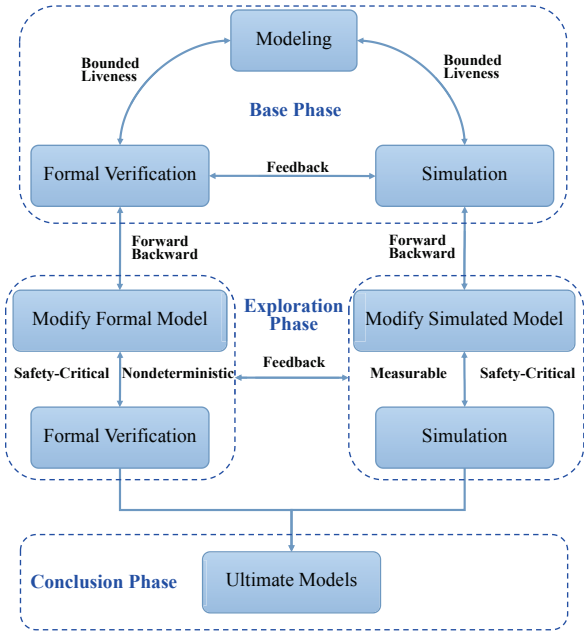 Modeling
Bounded
Liveness
Bounded
Liveness
Base Phase
Formal Verification
Feedback
Simulation
Forward
Backward
Forward
Backward
Exploration
Phase
Modify Formal Model
Modify Simulated Model
Safety-Critical
Nondeterministic
Feedback
Measurable
Safety-Critical
Formal Verification
Simulation
Conclusion Phase
Ultimate Models